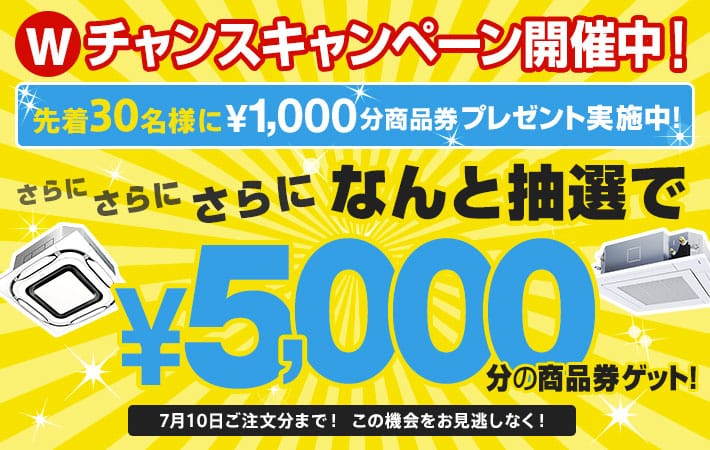 Wチャンスキャンペーン開催中！
先着30名様に¥1,000分商品券プレゼント実施中！
さらに さらに さらに なんと抽選で
¥5,000
分の商品券ゲット！
7月10日ご注文分まで！ この機会をお見逃しなく！